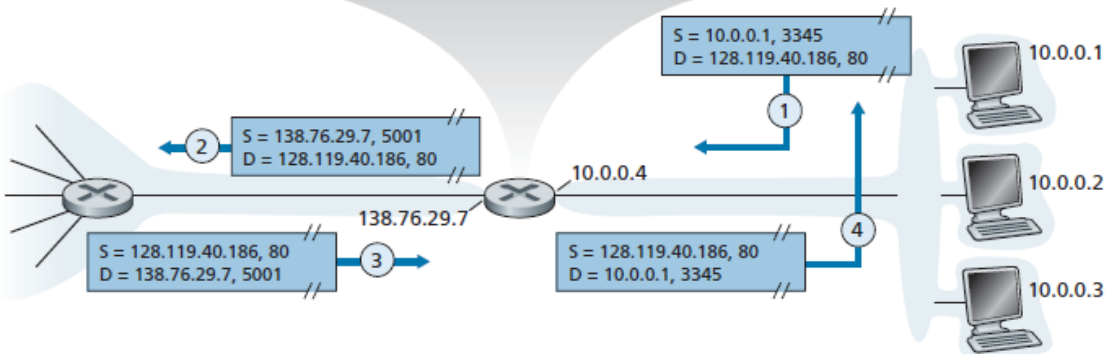 S = 10.0.0.1, 3345
D = 128.119.40.186, 80
10.0.0.1
1
S = 138.76.29.7, 5001
D = 128.119.40.186, 80
2
10.0.0.4
10.0.0.2
138.76.29.7
4
S = 128.119.40.186, 80
D = 138.76.29.7, 5001
3
S = 128.119.40.186, 80
D = 10.0.0.1, 3345
10.0.0.3